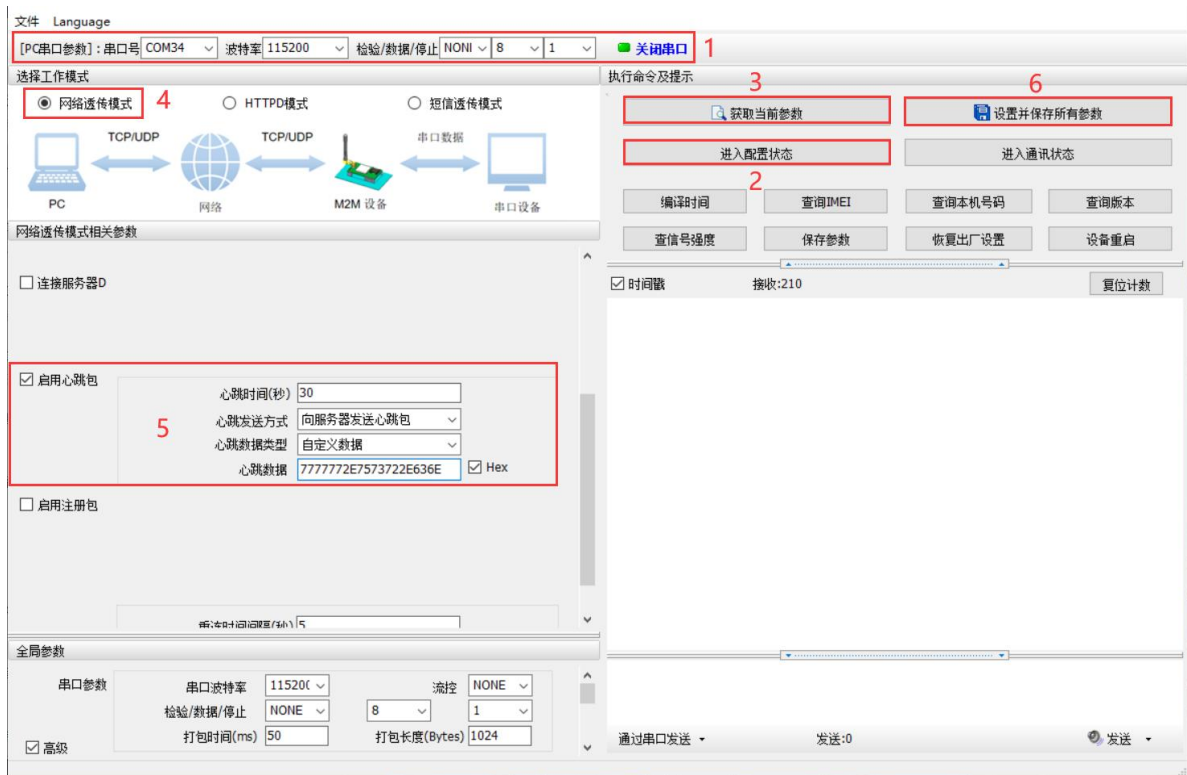 文件 Language
[PC串口参数]:串口号 COM34 波特率 115200 检验/数据/停止 NONI 8 1 关闭串口 1
选择工作模式
网络透传模式 4 HTTPD模式 短信透传模式
TCP/UDP TCP/UDP 串口数据
PC 网络 M2M 设备 串口设备
网络透传模式相关参数
连接服务器D
启用心跳包
心跳时间(秒) 30
心跳发送方式 向服务器发送心跳包
5
心跳数据类型 自定义数据
心跳数据 7777772E7573722E636E Hex
启用注册包
重连时间间隔(秒) 5
全局参数
串口参数 串口波特率 11520( 流控 NONE
检验/数据/停止 NONE 8 1
打包时间(ms) 50 打包长度(Bytes) 1024
高级
执行命令及提示
3 6
获取当前参数 设置并保存所有参数
进入配置状态 进入通讯状态
2
编译时间 查询IMEI 查询本机号码 查询版本
查信号强度 保存参数 恢复出厂设置 设备重启
时间戳 接收:210 复位计数
通过串口发送 发送:0 发送